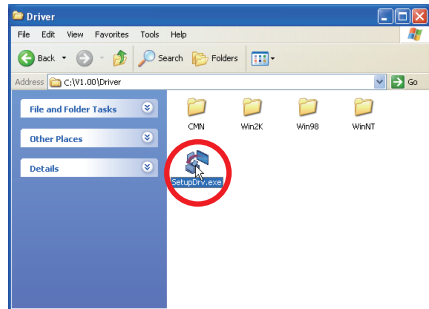 Driver
File Edit View Favorites Tools Help
Back Search Folders
Address C:\V1.00\Driver Go
File and Folder Tasks
Other Places
Details
CMN Win2K Win98 WinNT
SetupDrv.exe